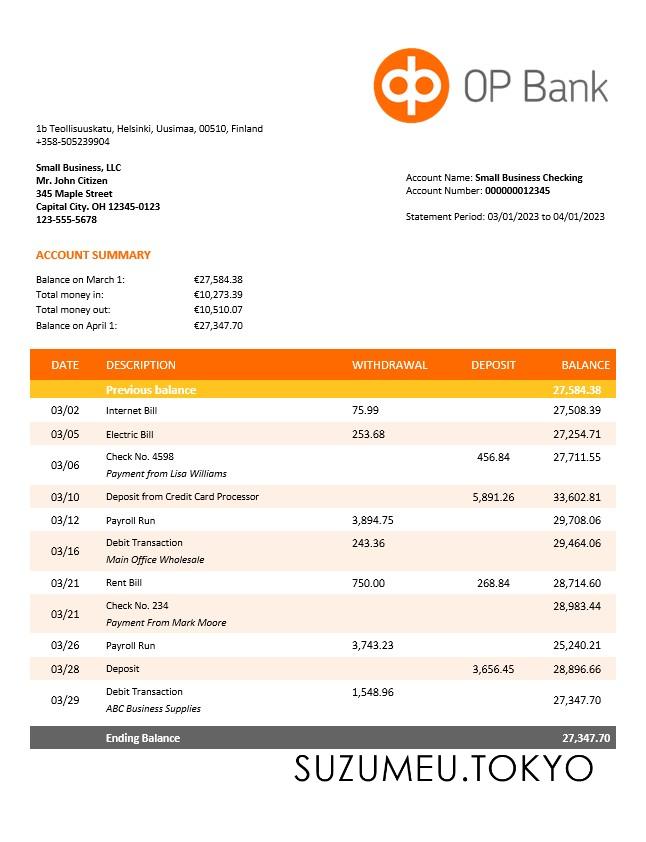 OP Bank
1b Teollisuuskatu, Helsinki, Uusimaa, 00510, Finland
+358-505239904
Small Business, LLC
Mr. John Citizen
345 Maple Street
Capital City. OH 12345-0123
123-555-5678
Account Name: Small Business Checking
Account Number: 000000012345
Statement Period: 03/01/2023 to 04/01/2023
ACCOUNT SUMMARY
Balance on March 1: €27,584.38
Total money in: €10,273.39
Total money out: €10,510.07
Balance on April 1: €27,347.70
DATE DESCRIPTION WITHDRAWAL DEPOSIT BALANCE
Previous balance 27,584.38
03/02 Internet Bill 75.99 27,508.39
03/05 Electric Bill 253.68 27,254.71
03/06 Check No. 4598 456.84 27,711.55
Payment from Lisa Williams
03/10 Deposit from Credit Card Processor 5,891.26 33,602.81
03/12 Payroll Run 3,894.75 29,708.06
03/16 Debit Transaction 243.36 29,464.06
Main Office Wholesale
03/21 Rent Bill 750.00 268.84 28,714.60
03/21 Check No. 234 28,983.44
Payment From Mark Moore
03/26 Payroll Run 3,743.23 25,240.21
03/28 Deposit 3,656.45 28,896.66
03/29 Debit Transaction 1,548.96 27,347.70
ABC Business Supplies
Ending Balance 27,347.70
SUZUMEU.TOKYO